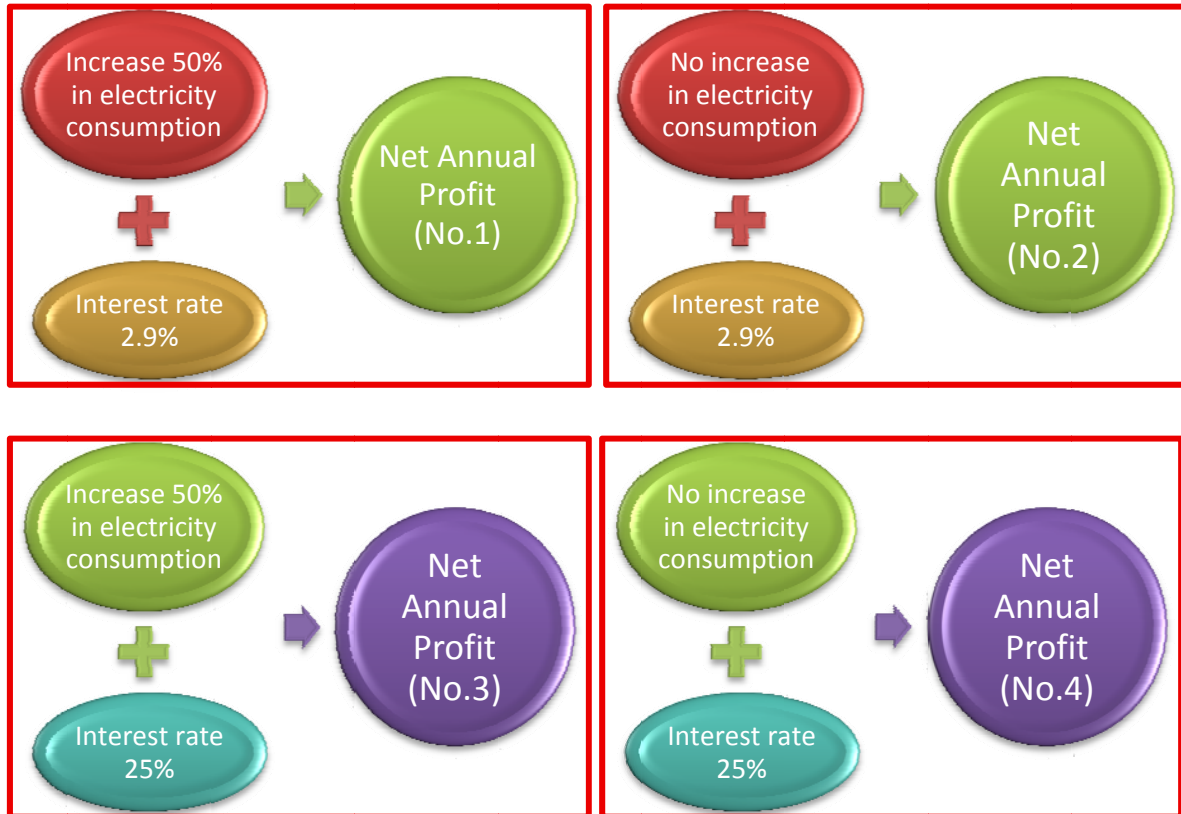 Increase 50%
in electricity
consumption
Interest rate
2.9%
Net Annual
Profit
(No.1)
No increase
in electricity
consumption
Interest rate
2.9%
Net
Annual
Profit
(No.2)
Increase 50%
in electricity
consumption
Interest rate
25%
Net
Annual
Profit
(No.3)
No increase
in electricity
consumption
Interest rate
25%
Net
Annual
Profit
(No.4)